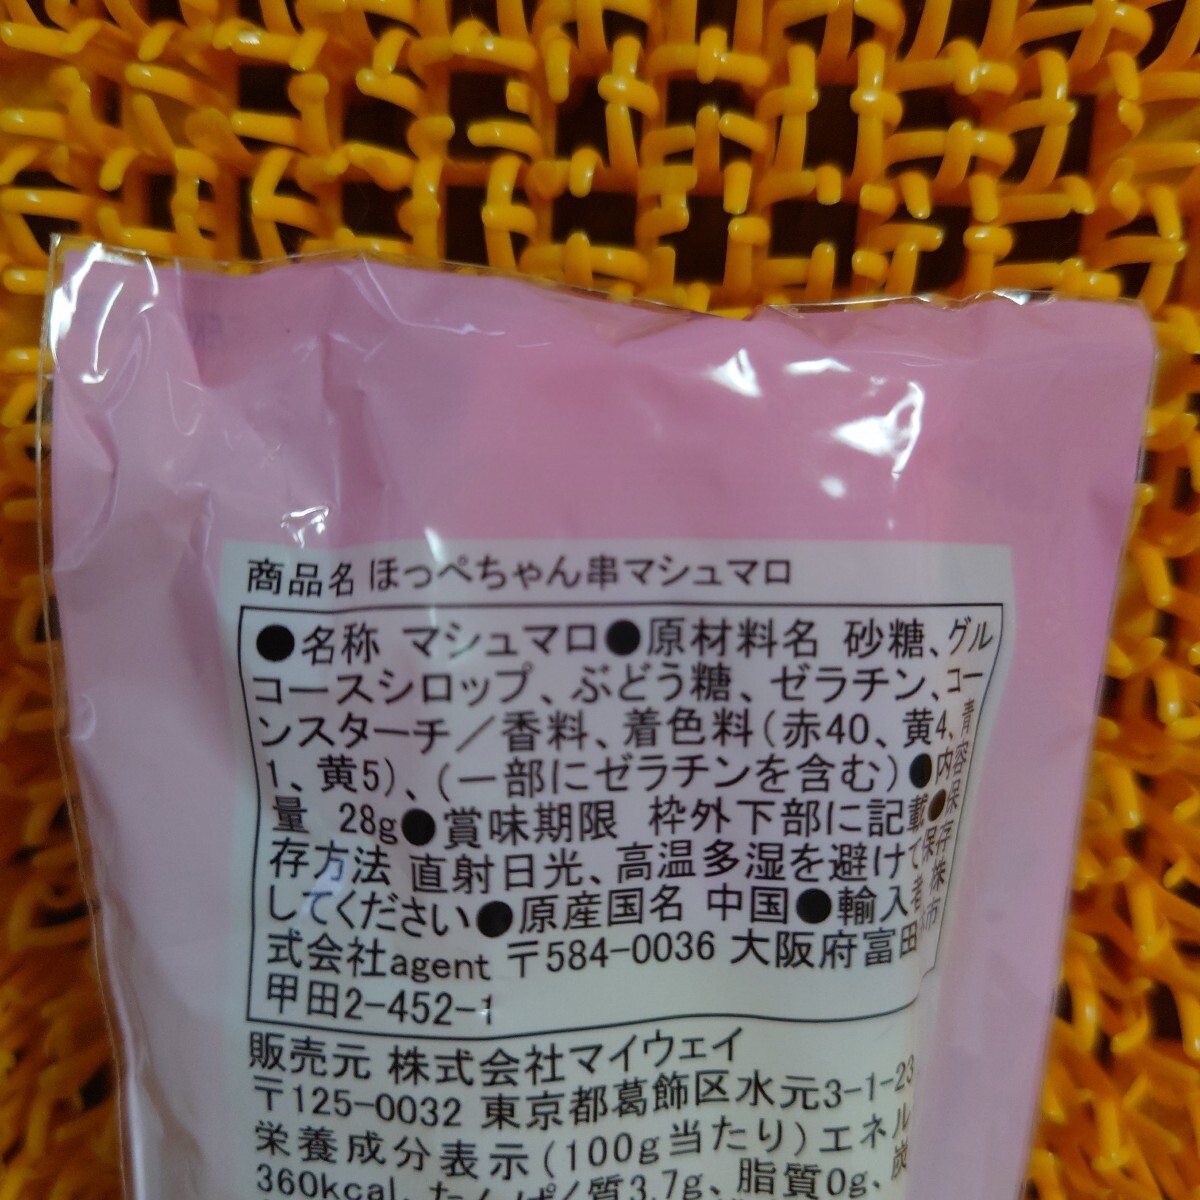 商品名 ほっぺちゃん串マシュマロ
●名称 マシュマロ●原材料名 砂糖、グル
コースシロップ、ぶどう糖、ゼラチン、コー
ンスターチ／香料、着色料(赤40、黄4、青
1、黄5)、(一部にゼラチンを含む)●内容
量 28g●賞味期限 枠外下部に記載●保
存方法 直射日光、高温多湿を避けて保存
してください●原産国名 中国●輸入者 株
式会社agent 〒584-0036 大阪府富田 市
甲田2-452-1
販売元 株式会社マイウェイ
〒125-0032 東京都葛飾区水元3-1-23
栄養成分表示(100g当たり)エネル
360kcal、たんぱく質3.7g、脂質0g、炭